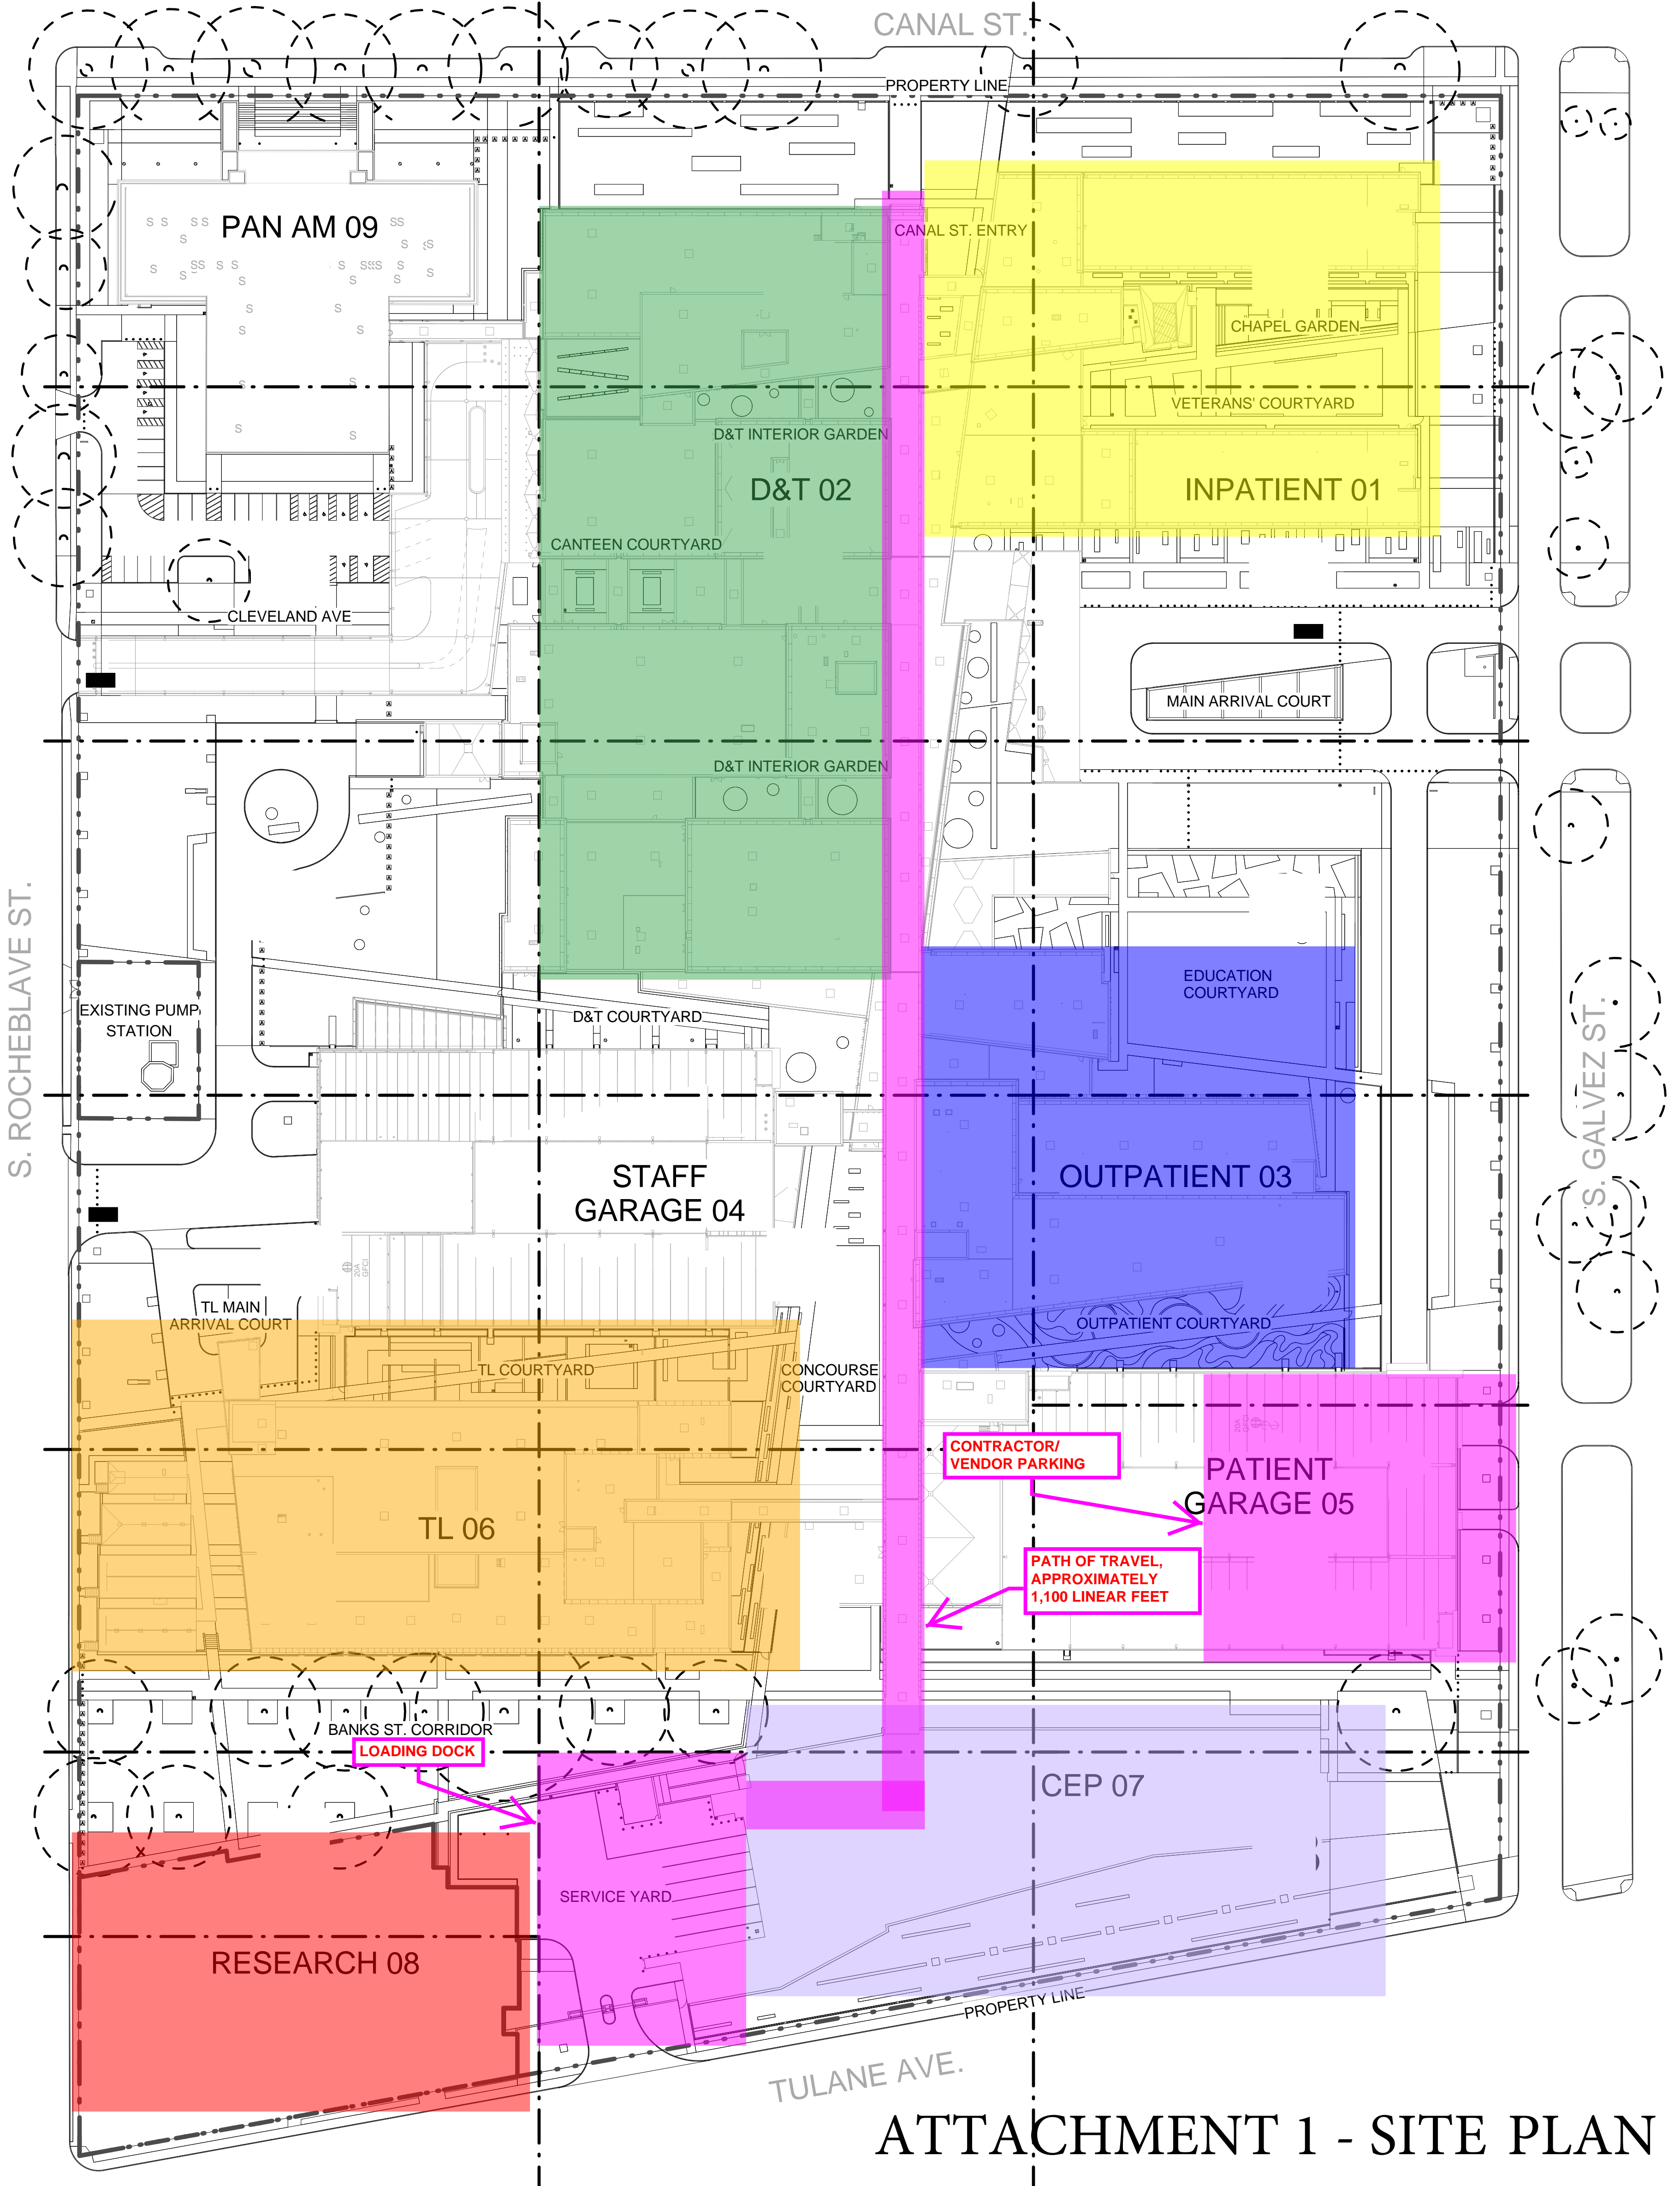 CANAL ST.
PROPERTY LINE
PAN AM 09
CANAL ST. ENTRY
CHAPEL GARDEN
VETERANS' COURTYARD
D&T INTERIOR GARDEN
D&T 02
INPATIENT 01
CANTEEN COURTYARD
CLEVELAND AVE
MAIN ARRIVAL COURT
D&T INTERIOR GARDEN
S. ROCHEBLAVE ST.
EDUCATION
COURTYARD
EXISTING PUMP
STATION
D&T COURTYARD
S. GALVEZ ST.
STAFF
GARAGE 04
OUTPATIENT 03
20A
GFCI
TL MAIN
ARRIVAL COURT
OUTPATIENT COURTYARD
TL COURTYARD
CONCOURSE
COURTYARD
20A
GFCI
CONTRACTOR/
VENDOR PARKING
PATIENT
GARAGE 05
TL 06
PATH OF TRAVEL,
APPROXIMATELY
1,100 LINEAR FEET
BANKS ST. CORRIDOR
LOADING DOCK
CEP 07
SERVICE YARD
RESEARCH 08
PROPERTY LINE
TULANE AVE.
ATTACHMENT 1 - SITE PLAN